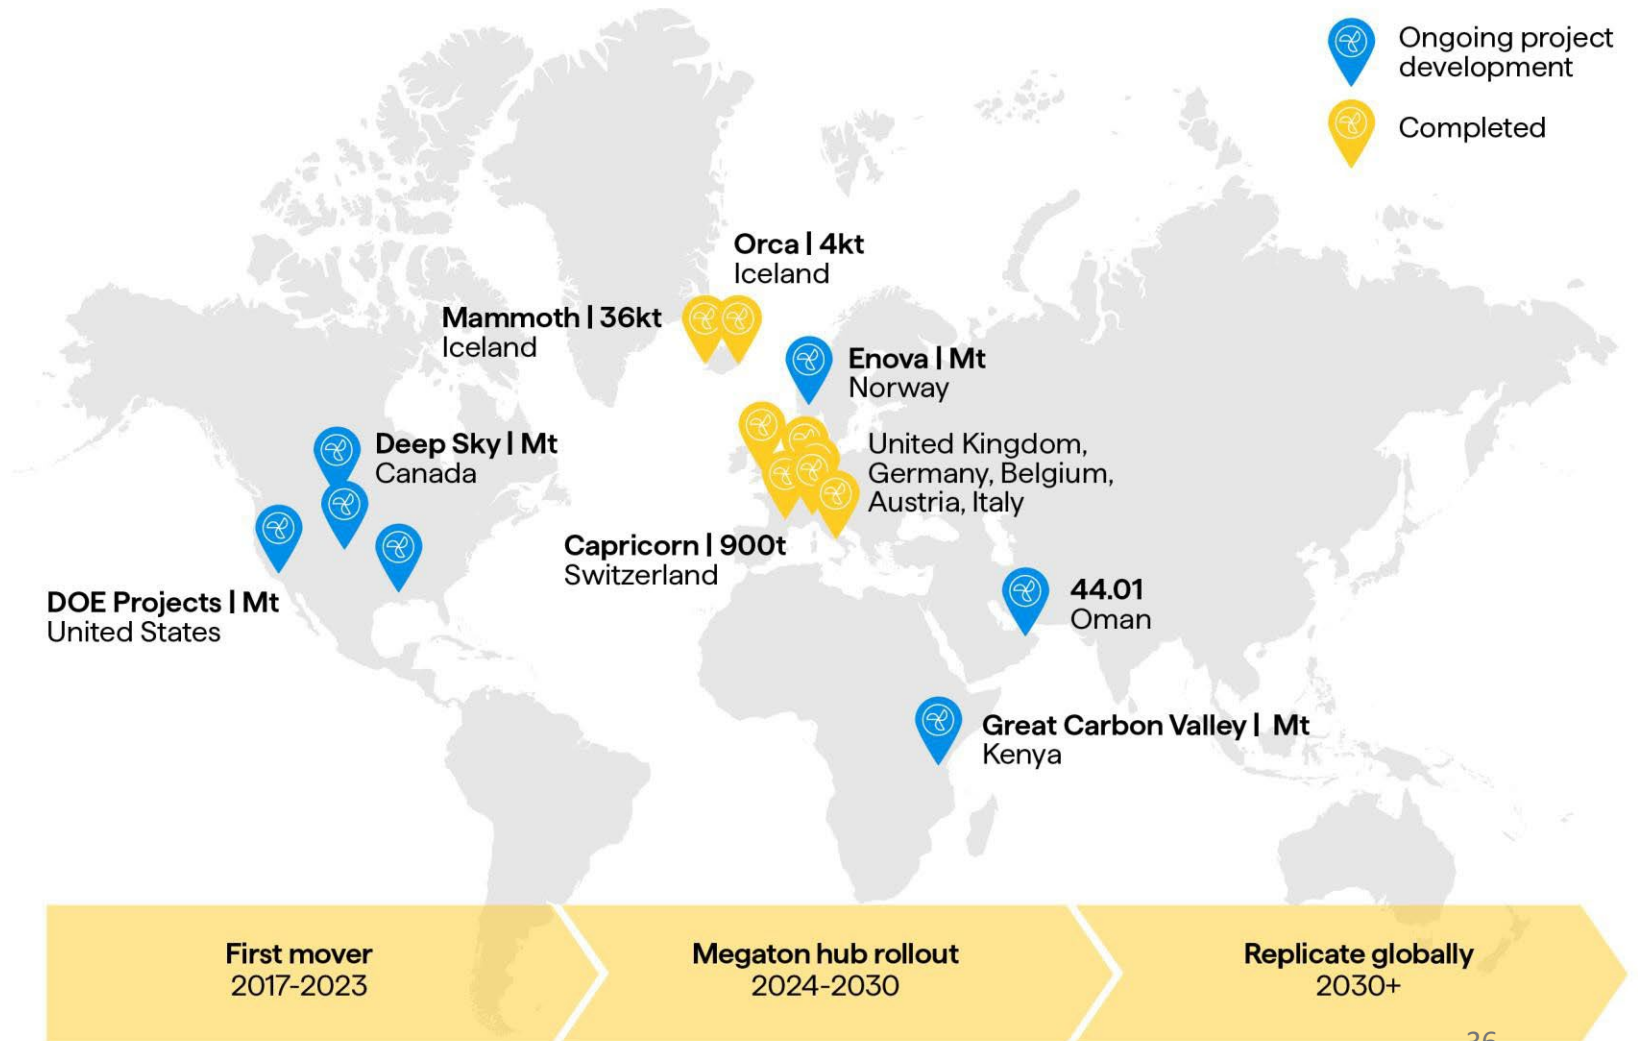 Ongoing project
development
Completed
Orca | 4kt
Iceland
Mammoth | 36kt
Iceland
Enova | Mt
Norway
Deep Sky | Mt
Canada
United Kingdom,
Germany, Belgium,
Austria, Italy
Capricorn | 900t
Switzerland
DOE Projects | Mt
United States
44.01
Oman
Great Carbon Valley | Mt
Kenya
First mover
2017-2023
Megaton hub rollout
2024-2030
Replicate globally
2030+
36